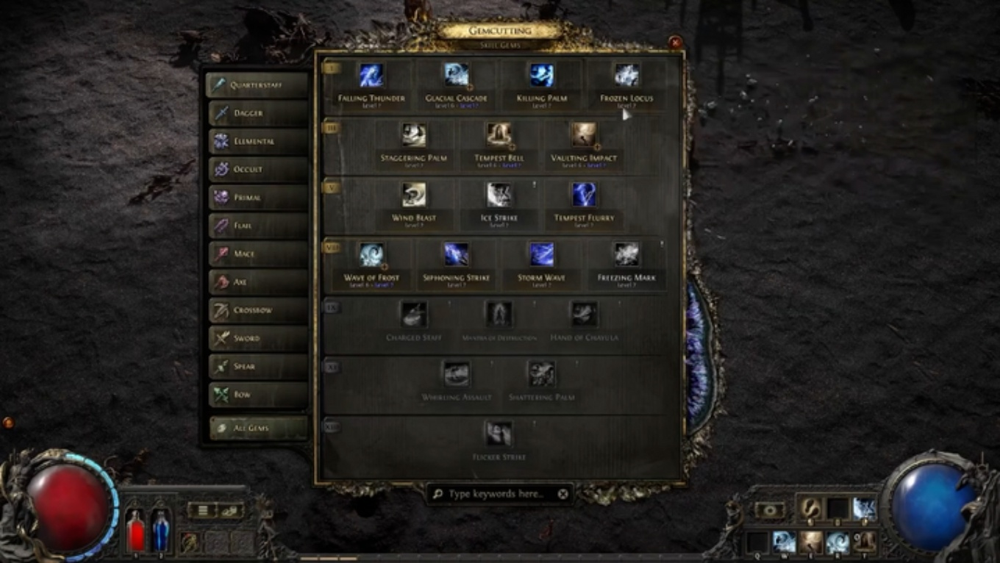 GEMCUTTING
SKILL GEMS
QUARTERSTAFF
DAGGER
ELEMENTAL
OCCULT
PRIMAL
FLAIL
MACE
AXE
CROSSBOW
SWORD
SPEAR
BOW
ALL GEMS
I
FALLING THUNDER
Level 7
GLACIAL CASCADE
Level 6 - Level 7
KILLING PALM
Level 7
FROZEN LOCUS
Level 7
III
STAGGERING PALM
Level 7
TEMPEST BELL
Level 6 - Level 7
VAULTING IMPACT
Level 6 - Level 7
V
WIND BLAST
Level 7
ICE STRIKE
Level 7
TEMPEST FLURRY
Level 7
VII
WAVE OF FROST
Level 6 - Level 7
SIPHONING STRIKE
Level 7
STORM WAVE
Level 7
FREEZING MARK
Level 7
IX
CHARGED STAFF
MANTRA OF DESTRUCTION
HAND OF CHAYULA
XI
WHIRLING ASSAULT
SHATTERING PALM
XIII
FLICKER STRIKE
Type keywords here...
Q
W
E
R
T